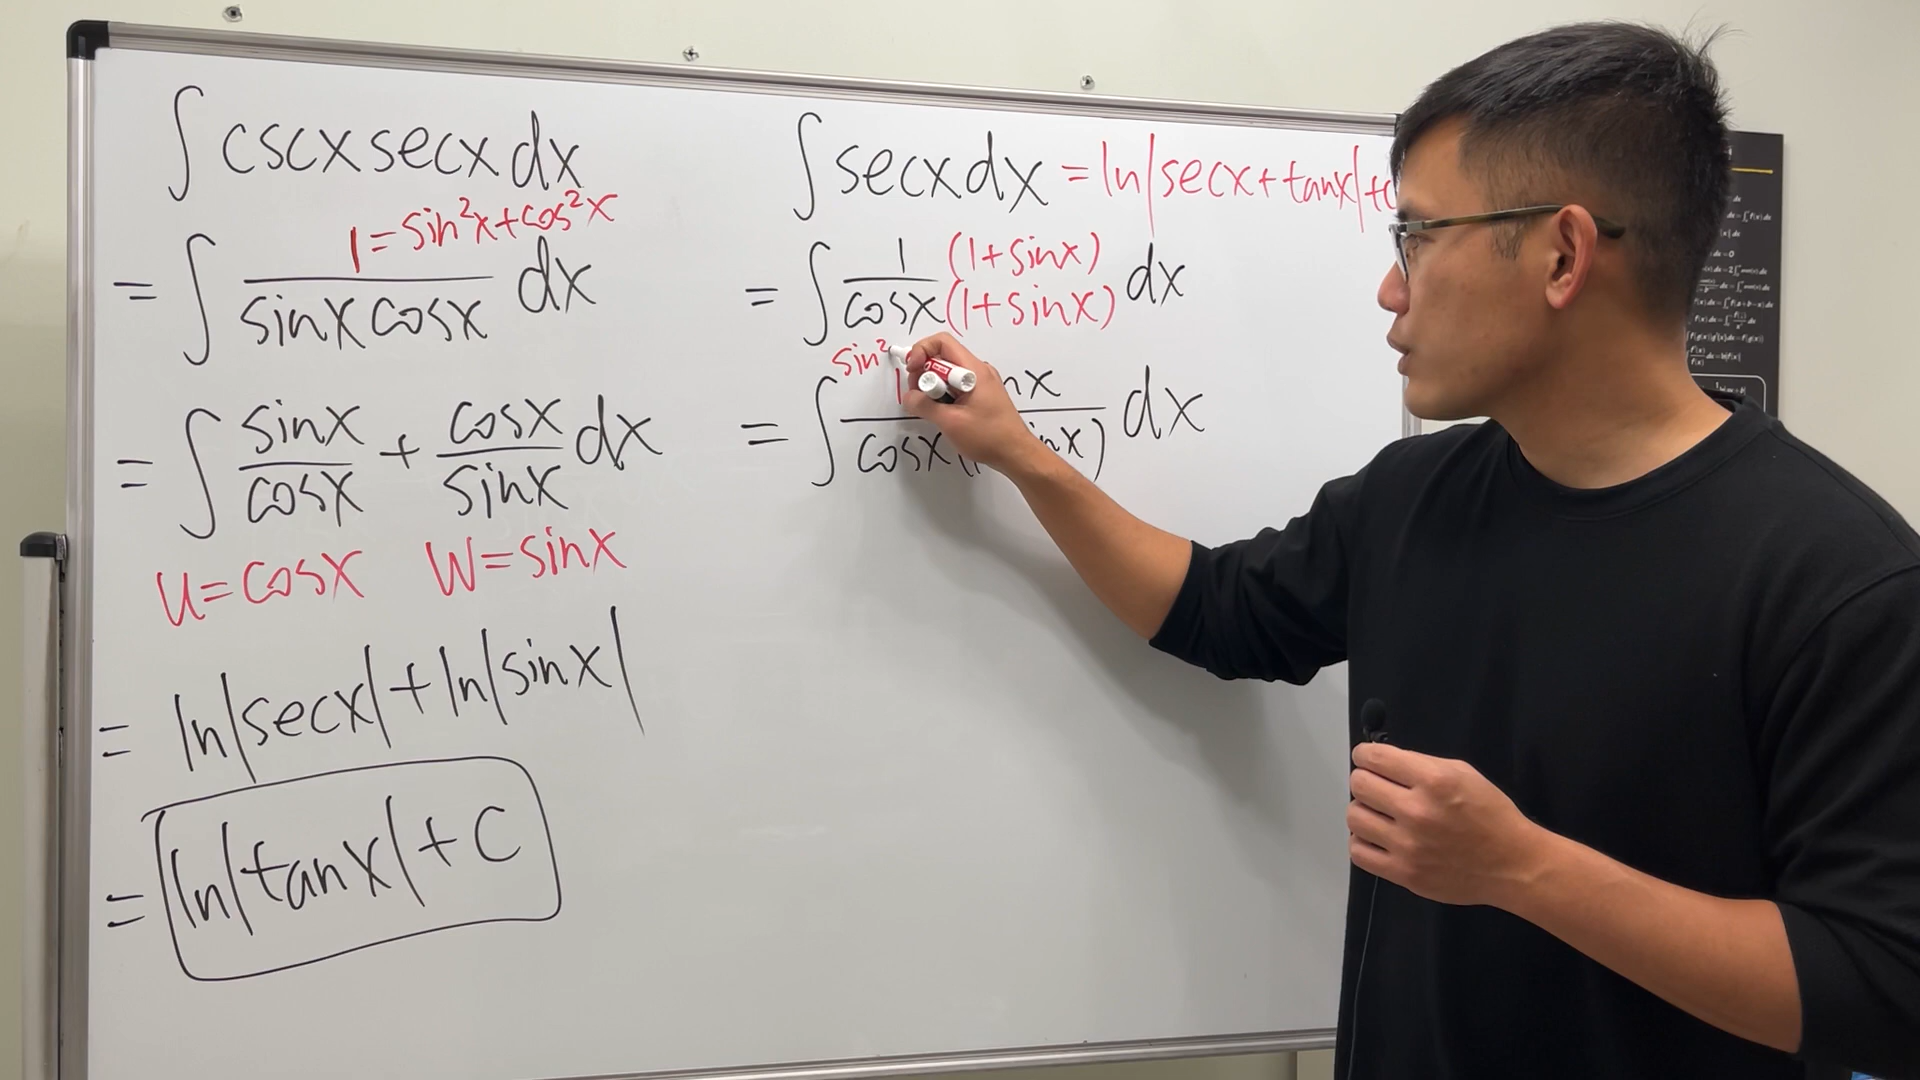 ∫ cscx secx dx
1 = sin²x + cos²x
= ∫ 1/(sinx cosx) dx
= ∫ sinx/cosx + cosx/sinx dx
u = cosx w = sinx
= ln|secx| + ln|sinx|
= ln|tanx| + c
∫ secx dx = ln|secx + tanx| + c
= ∫ 1/cosx (1+sinx)/(1+sinx) dx
sin²
= ∫ 1 nx/cosx( inx) dx